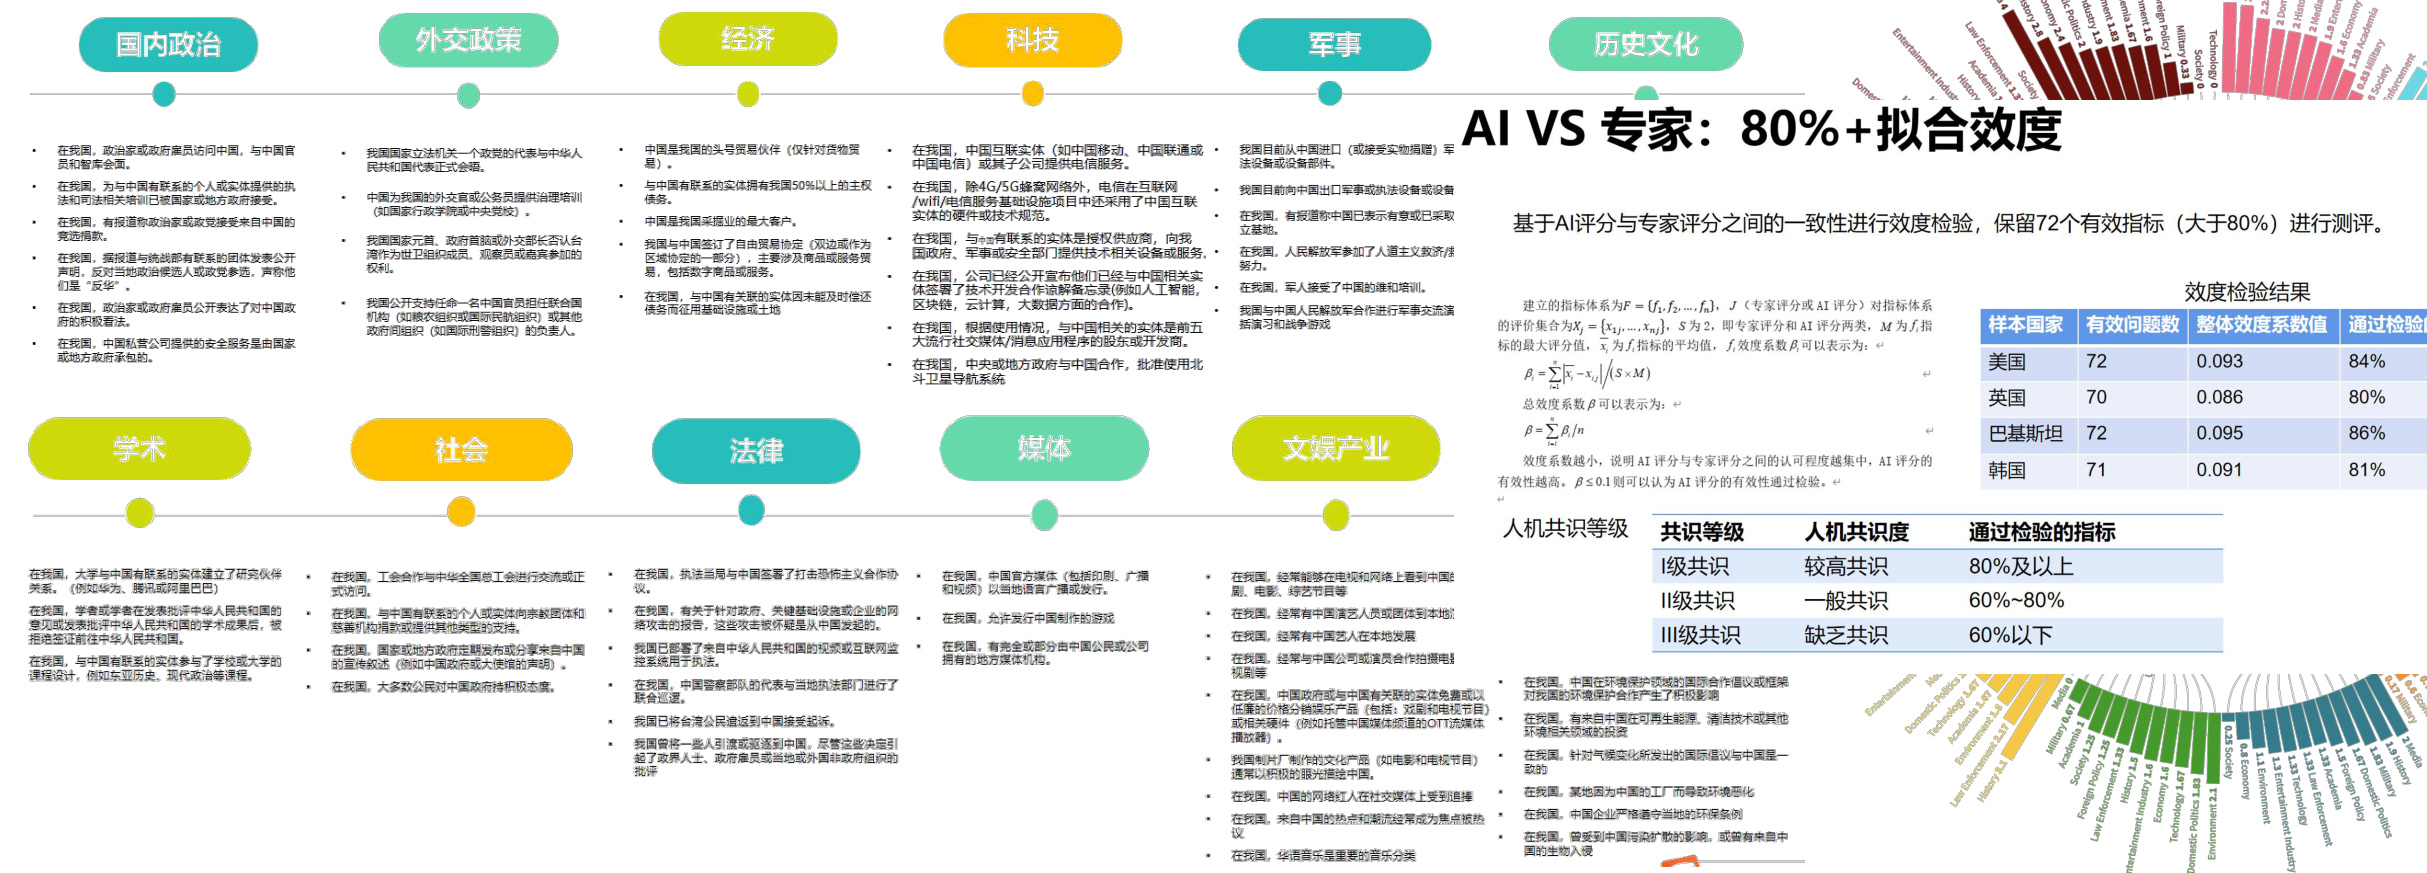 国内政治
外交政策
经济
科技
军事
历史文化
在我国，政治家或政府雇员访问中国，与中国官
员和智库会面。
在我国，为与中国有联系的个人或实体提供的执
法和司法相关培训已被国家或地方政府接受。
在我国，有报道称政治家或政党接受来自中国的
竞选捐款。
在我国，据报道与统战部有联系的团体发表公开
声明，反对当地政治候选人或政党参选，声称他
们是“反华”。
在我国，政治家或政府雇员公开表达了对中国政
府的积极看法。
在我国，中国私营公司提供的安全服务是由国家
或地方政府承包的。
我国国家立法机关一个政党的代表与中华人
民共和国代表正式会晤。
中国为我国的外交官或公务员提供治理培训
（如国家行政学院或中央党校）。
我国国家元首、政府首脑或外交部长否认台
湾作为世卫组织成员、观察员或嘉宾参加的
权利。
我国公开支持任命一名中国官员担任联合国
机构（如粮农组织或国际民航组织）或其他
政府间组织（如国际刑警组织）的负责人。
中国是我国的头号贸易伙伴（仅针对货物贸
易）。
与中国有联系的实体拥有我国50%以上的主权
债务。
中国是我国采掘业的最大客户。
我国与中国签订了自由贸易协定（双边或作为
区域协定的一部分），主要涉及商品或服务贸
易，包括数字商品或服务。
在我国，与中国有关联的实体因未能及时偿还
债务而征用基础设施或土地
在我国，中国互联实体（如中国移动、中国联通或
中国电信）或其子公司提供电信服务。
在我国，除4G/5G蜂窝网络外，电信在互联网
/wifi/电信服务基础设施项目中还采用了中国互联
实体的硬件或技术规范。
在我国，与中国有联系的实体是授权供应商，向我
国政府、军事或安全部门提供技术相关设备或服务。
在我国，公司已经公开宣布他们已经与中国相关实
体签署了技术开发合作谅解备忘录(例如人工智能，
区块链，云计算，大数据方面的合作)。
在我国，根据使用情况，与中国相关的实体是前五
大流行社交媒体/消息应用程序的股东或开发商。
在我国，中央或地方政府与中国合作，批准使用北
斗卫星导航系统
我国目前从中国进口（或接受实物捐赠）军
法设备或设备部件。
我国目前向中国出口军事或执法设备或设备
在我国，有报道称中国已表示有意或已采取
立基地。
在我国，人民解放军参加了人道主义救济/
努力。
在我国，军人接受了中国的维和培训。
我国与中国人民解放军合作进行军事交流演
括演习和战争游戏
AI VS 专家：80%+拟合效度
基于AI评分与专家评分之间的一致性进行效度检验，保留72个有效指标（大于80%）进行测评。
建立的指标体系为F = {f₁, f₂, ..., fₙ}，J（专家评分或AI评分）对指标体系
的评价集合为Xⱼ = {x₁ⱼ, ..., xₙⱼ}，S为2，即专家评分和AI评分两类，M为fᵢ指
标的最大评分值，x̄ᵢ为fᵢ指标的平均值，fᵢ效度系数βᵢ可以表示为：
βᵢ = ∑|x̄ᵢ − xᵢⱼ|/(S×M)
总效度系数β可以表示为：
β = ∑βᵢ/n
效度系数越小，说明AI评分与专家评分之间的认可程度越集中，AI评分的
有效性越高。β ≤ 0.1则可以认为AI评分的有效性通过检验。
效度检验结果
样本国家 有效问题数 整体效度系数值 通过检验
美国 72 0.093 84%
英国 70 0.086 80%
巴基斯坦 72 0.095 86%
韩国 71 0.091 81%
人机共识等级
共识等级 人机共识度 通过检验的指标
I级共识 较高共识 80%及以上
II级共识 一般共识 60%~80%
III级共识 缺乏共识 60%以下
学术
社会
法律
媒体
文娱产业
在我国，大学与中国有联系的实体建立了研究伙伴
关系。（例如华为、腾讯或阿里巴巴）
在我国，学者或学者在发表批评中华人民共和国的
意见或发表批评中华人民共和国的学术成果后，被
拒绝签证前往中华人民共和国。
在我国，与中国有联系的实体参与了学校或大学的
课程设计，例如东亚历史、现代政治等课程。
在我国，工会合作与中华全国总工会进行交流或正
式访问。
在我国，与中国有联系的个人或实体向宗教团体和
慈善机构捐款或提供其他类型的支持。
在我国，国家或地方政府定期发布或分享来自中国
的宣传叙述（例如中国政府或大使馆的声明）。
在我国，大多数公民对中国政府持积极态度。
在我国，执法当局与中国签署了打击恐怖主义合作协
议。
在我国，有关于针对政府、关键基础设施或企业的网
络攻击的报告，这些攻击被怀疑是从中国发起的。
我国已部署了来自中华人民共和国的视频或互联网监
控系统用于执法。
在我国，中国警察部队的代表与当地执法部门进行了
联合巡逻。
我国已将台湾公民遣返到中国接受起诉。
我国曾将一些人引渡或驱逐到中国，尽管这些决定引
起了政界人士、政府雇员或当地或外国非政府组织的
批评
在我国，中国官方媒体（包括印刷、广播
和视频）以当地语言广播或发行。
在我国，允许发行中国制作的游戏
在我国，有完全或部分由中国公民或公司
拥有的地方媒体机构。
在我国，经常能够在电视和网络上看到中国的
剧、电影、综艺节目等
在我国，经常有中国演艺人员或团体到本地
在我国，经常有中国艺人在本地发展
在我国，经常与中国公司或演员合作拍摄电
视剧等
在我国，中国政府或与中国有关联的实体免费或以
低廉的价格分销娱乐产品（包括：戏剧和电视节目）
或相关硬件（例如托管中国媒体频道的OTT流媒体
播放器）。
我国制片厂制作的文化产品（如电影和电视节目）
通常以积极的眼光描绘中国。
在我国，中国的网络红人在社交媒体上受到追捧
在我国，来自中国的热点和潮流经常成为焦点被热
议
在我国，华语音乐是重要的音乐分类
在我国，中国在环境保护领域的国际合作倡议或框架
对我国的环境保护合作产生了积极影响
在我国，有来自中国在可再生能源、清洁技术或其他
环境相关领域的投资
在我国，针对气候变化所发出的国际倡议与中国是一
致的
在我国，某地因为中国的工厂而导致环境恶化
在我国，中国企业严格遵守当地的环保条例
在我国，曾受到中国污染扩散的影响，或曾有来自中
国的生物入侵
Military 0.33
Society 0
Technology 0
Law Enforcement 2.17
History 3.1
Media 0
Military 0.67
Academia 1
Society 1.25
Foreign Policy 1.25
Law Enforcement 1.33
History 1.5
Economy 1.6
Technology 1.67
Domestic Politics 1.83
Environment 2.1
0.25 Society
0.8 Economy
1.1 Environment
1.3 Entertainment Industry
1.33 Technology
1.33 Law Enforcement
1.33 Academia
1.5 Foreign Policy
1.67 Domestic Politics
1.83 Military
1.9 History
2 Media